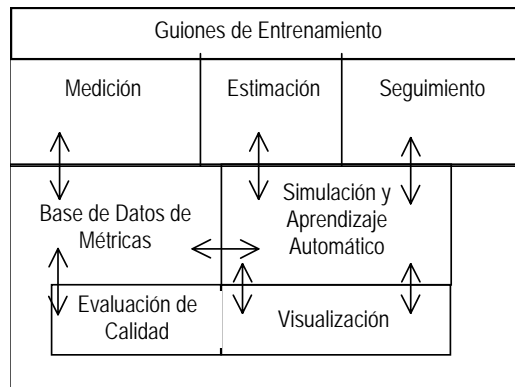 Guiones de Entrenamiento
Medición
Estimación
Seguimiento
Base de Datos de
Métricas
Simulación y
Aprendizaje
Automático
Evaluación de
Calidad
Visualización